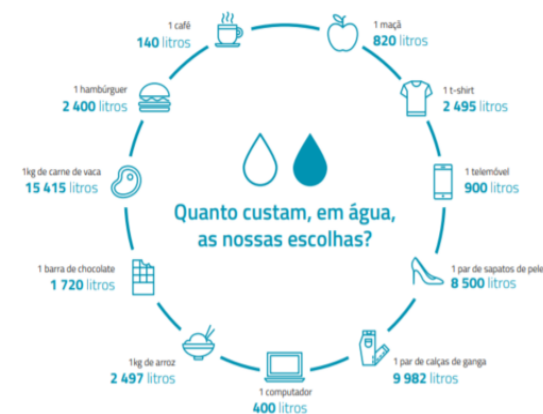 1 café
140 litros
1 maçã
820 litros
1 t-shirt
2 495 litros
1 telemóvel
900 litros
1 par de sapatos de pele
8 500 litros
1 par de calças de ganga
9 982 litros
1 computador
400 litros
1kg de arroz
2 497 litros
1 barra de chocolate
1 720 litros
1kg de carne de vaca
15 415 litros
1 hambúrguer
2 400 litros
Quanto custam, em água,
as nossas escolhas?